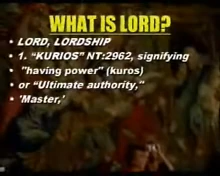 WHAT IS LORD?
• LORD, LORDSHIP
• 1. “KURIOS” NT:2962, signifying
• "having power" (kuros)
• or “Ultimate authority,"
• 'Master,'